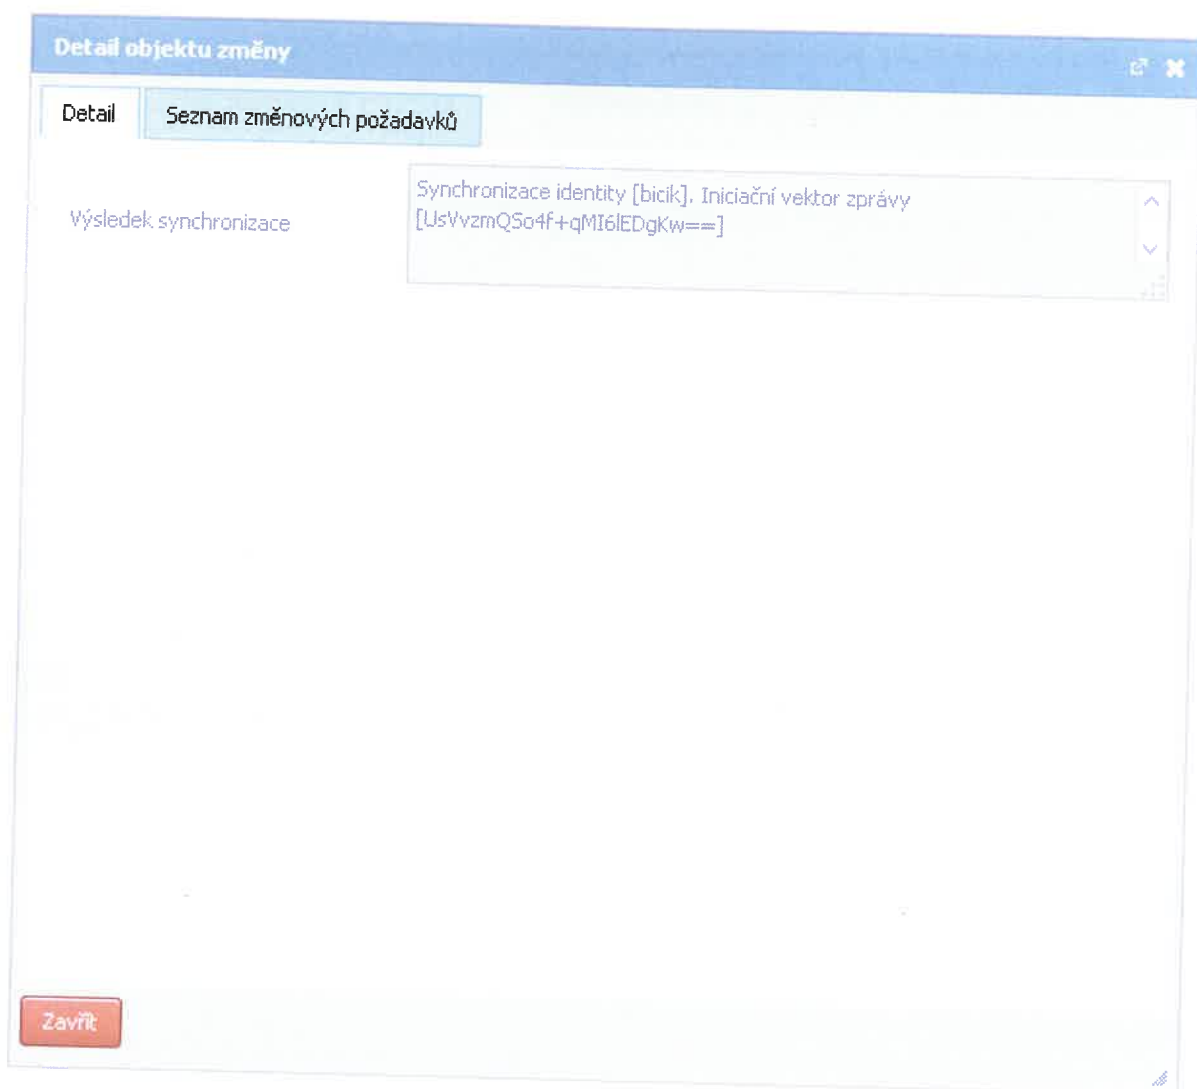 Detail objektu změny
Detail
Seznam změnových požadavků
Výsledek synchronizace
Synchronizace identity [bicik]. Iniciační vektor zprávy
[UsVvzmQSo4f+qMI6lEDgKw==]
Zavřít